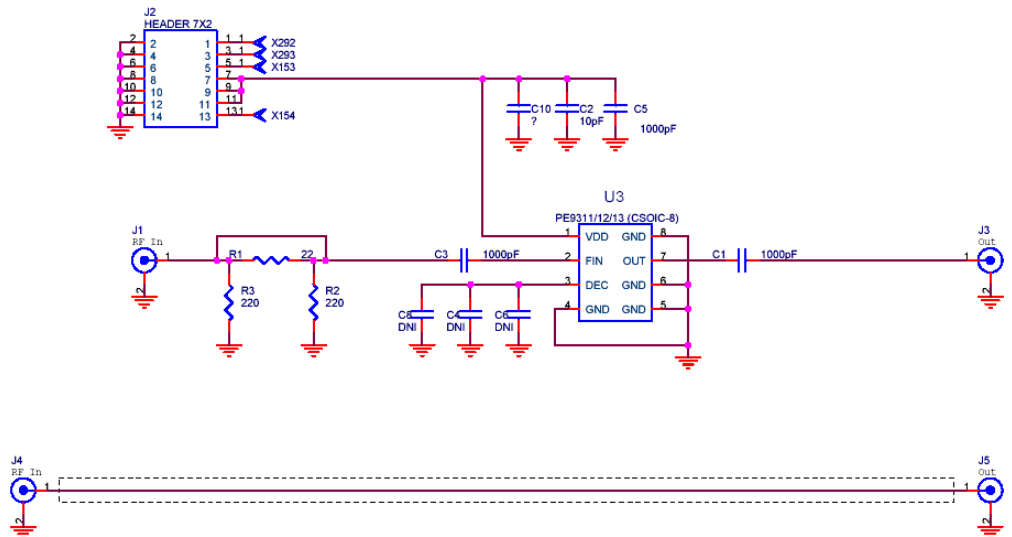 J2
HEADER 7X2
2 2 1 1 1 X292
4 4 3 3 1 X293
6 6 5 5 1 X153
8 8 7 7
10 10 9 9
12 12 11 11
14 14 13 13 1 X154
C10 C2 C5
? 10pF 1000pF
U3
PE9311/12/13 (CSOIC-8)
J1
RF In
1
2
R1 22
R3
220
R2
220
C3 1000pF
1 VDD GND 8
2 FIN OUT 7
3 DEC GND 6
4 GND GND 5
C1 1000pF
J3
Out
1
2
C8 C4 C6
DNI DNI DNI
J4
RF In
1
2
J5
Out
1
2